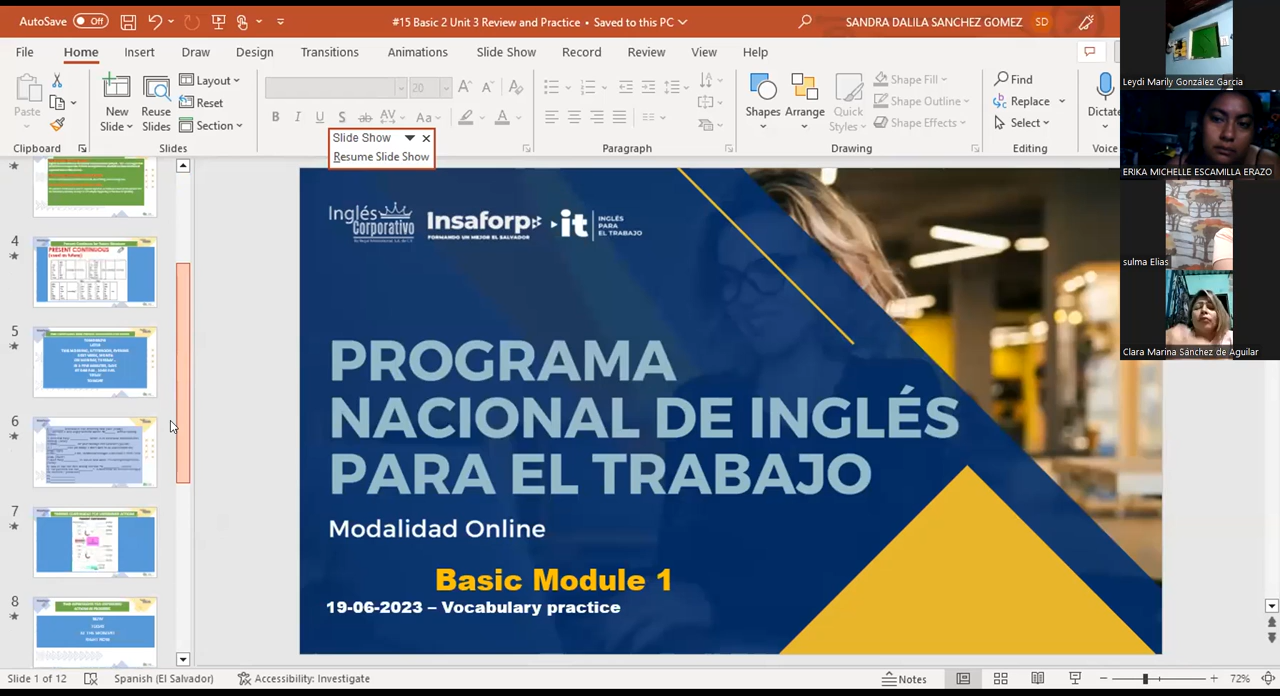 AutoSave Off
#15 Basic 2 Unit 3 Review and Practice • Saved to this PC
SANDRA DALILA SANCHEZ GOMEZ SD
File Home Insert Draw Design Transitions Animations Slide Show Record Review View Help
Paste
Clipboard
New Slide
Reuse Slides
Layout
Reset
Section
Slides
20
B I U S ab AV Aa A
Paragraph
Shapes
Arrange
Quick Styles
Shape Fill
Shape Outline
Shape Effects
Drawing
Find
Replace
Select
Editing
Dictate
Voice
Slide Show
Resume Slide Show
4
PRESENT CONTINUOUS
5
6
7
8
Inglés Corporativo
Insaforp
FORMANDO UN MEJOR EL SALVADOR
it INGLÉS PARA EL TRABAJO
PROGRAMA
NACIONAL DE INGLÉS
PARA EL TRABAJO
Modalidad Online
Basic Module 1
19-06-2023 – Vocabulary practice
Leydi Marily González García
ERIKA MICHELLE ESCAMILLA ERAZO
sulma Elias
Clara Marina Sánchez de Aguilar
Slide 1 of 12
Spanish (El Salvador)
Accessibility: Investigate
Notes
72%